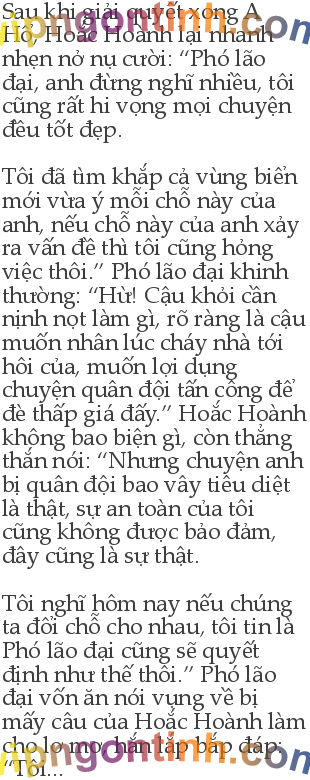 Sau khi giải quyết xong A
Hổ, Hoắc Hoành lại nhanh
nhẹn nở nụ cười: “Phó lão
đại, anh đừng nghĩ nhiều, tôi
cũng rất hi vọng mọi chuyện
đều tốt đẹp.
Tôi đã tìm khắp cả vùng biển
mới vừa ý mỗi chỗ này của
anh, nếu chỗ này của anh xảy
ra vấn đề thì tôi cũng hỏng
việc thôi.” Phó lão đại khinh
thường: “Hừ! Cậu khỏi cần
nịnh nọt làm gì, rõ ràng là cậu
muốn nhân lúc cháy nhà tới
hôi của, muốn lợi dụng
chuyện quân đội tấn công để
đè thấp giá đấy.” Hoắc Hoành
không bao biện gì, còn thẳng
thắn nói: “Nhưng chuyện anh
bị quân đội bao vây tiêu diệt
là thật, sự an toàn của tôi
cũng không được bảo đảm,
đây cũng là sự thật.
Tôi nghĩ hôm nay nếu chúng
ta đổi chỗ cho nhau, tôi tin là
Phó lão đại cũng sẽ quyết
định như thế thôi.” Phó lão
đại vốn ăn nói vụng về bị
mấy câu của Hoắc Hoành làm
cho lơ mơ, hắn lắp bắp đáp:
“Tôi...